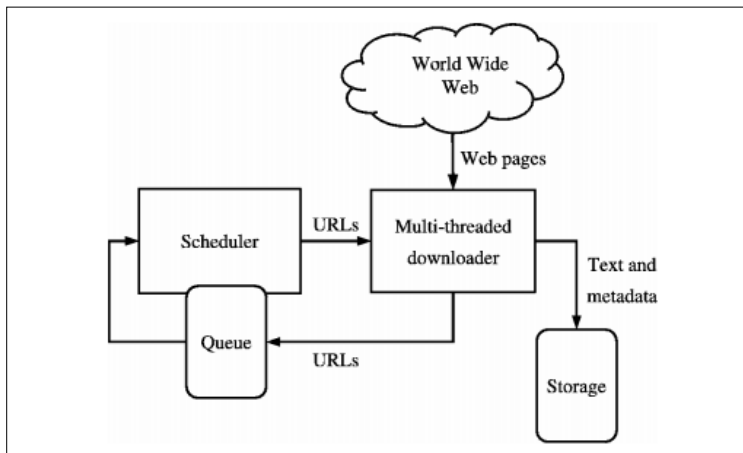 World Wide
Web
Web pages
Scheduler
URLs
Multi-threaded
downloader
Text and
metadata
Queue
URLs
Storage